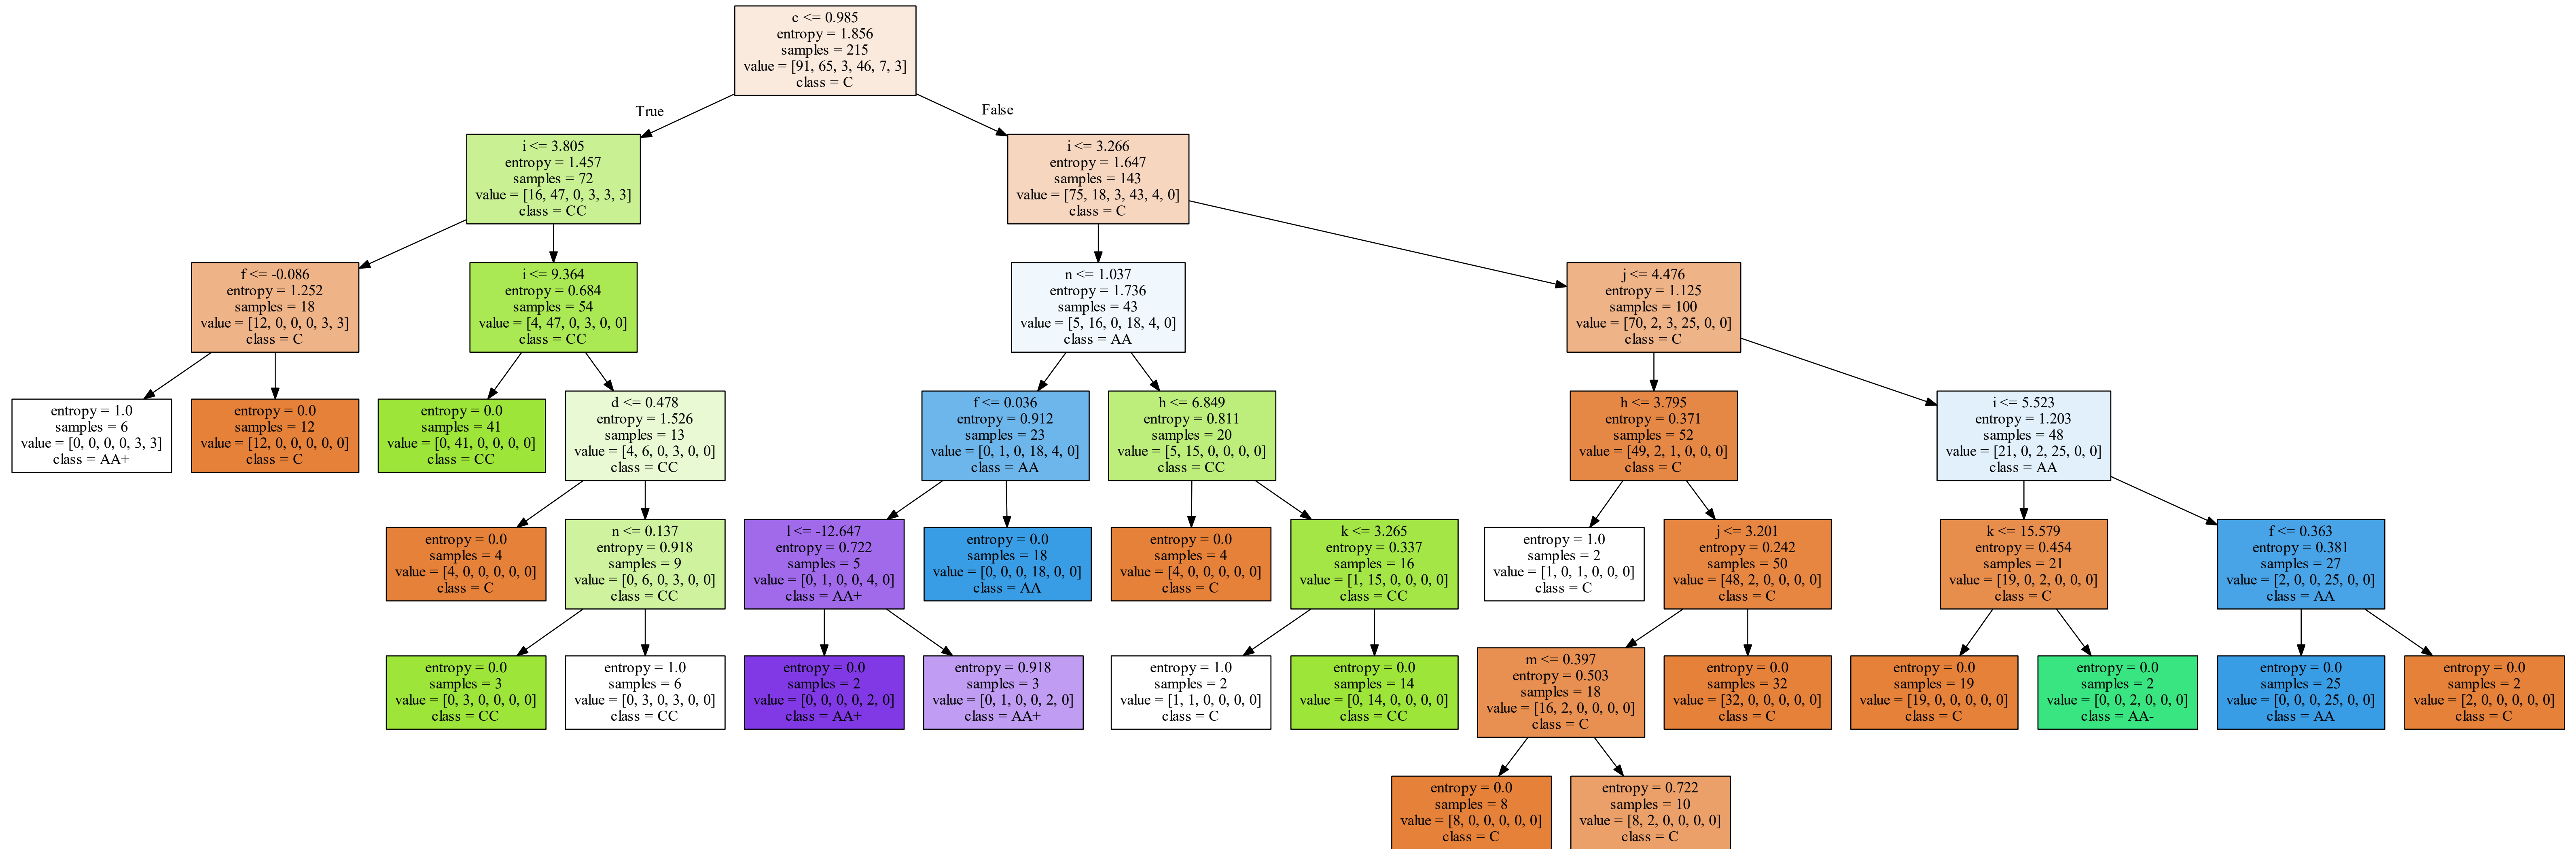 c <= 0.985
entropy = 1.856
samples = 215
value = [91, 65, 3, 46, 7, 3]
class = C
True
False
i <= 3.805
entropy = 1.457
samples = 72
value = [16, 47, 0, 3, 3, 3]
class = CC
i <= 3.266
entropy = 1.647
samples = 143
value = [75, 18, 3, 43, 4, 0]
class = C
f <= -0.086
entropy = 1.252
samples = 18
value = [12, 0, 0, 0, 3, 3]
class = C
i <= 9.364
entropy = 0.684
samples = 54
value = [4, 47, 0, 3, 0, 0]
class = CC
n <= 1.037
entropy = 1.736
samples = 43
value = [5, 16, 0, 18, 4, 0]
class = AA
j <= 4.476
entropy = 1.125
samples = 100
value = [70, 2, 3, 25, 0, 0]
class = C
entropy = 1.0
samples = 6
value = [0, 0, 0, 0, 3, 3]
class = AA+
entropy = 0.0
samples = 12
value = [12, 0, 0, 0, 0, 0]
class = C
entropy = 0.0
samples = 41
value = [0, 41, 0, 0, 0, 0]
class = CC
d <= 0.478
entropy = 1.526
samples = 13
value = [4, 6, 0, 3, 0, 0]
class = CC
f <= 0.036
entropy = 0.912
samples = 23
value = [0, 1, 0, 18, 4, 0]
class = AA
h <= 6.849
entropy = 0.811
samples = 20
value = [5, 15, 0, 0, 0, 0]
class = CC
h <= 3.795
entropy = 0.371
samples = 52
value = [49, 2, 1, 0, 0, 0]
class = C
i <= 5.523
entropy = 1.203
samples = 48
value = [21, 0, 2, 25, 0, 0]
class = AA
entropy = 0.0
samples = 4
value = [4, 0, 0, 0, 0, 0]
class = C
n <= 0.137
entropy = 0.918
samples = 9
value = [0, 6, 0, 3, 0, 0]
class = CC
l <= -12.647
entropy = 0.722
samples = 5
value = [0, 1, 0, 0, 4, 0]
class = AA+
entropy = 0.0
samples = 18
value = [0, 0, 0, 18, 0, 0]
class = AA
entropy = 0.0
samples = 4
value = [4, 0, 0, 0, 0, 0]
class = C
k <= 3.265
entropy = 0.337
samples = 16
value = [1, 15, 0, 0, 0, 0]
class = CC
entropy = 1.0
samples = 2
value = [1, 0, 1, 0, 0, 0]
class = C
j <= 3.201
entropy = 0.242
samples = 50
value = [48, 2, 0, 0, 0, 0]
class = C
k <= 15.579
entropy = 0.454
samples = 21
value = [19, 0, 2, 0, 0, 0]
class = C
f <= 0.363
entropy = 0.381
samples = 27
value = [2, 0, 0, 25, 0, 0]
class = AA
entropy = 0.0
samples = 3
value = [0, 3, 0, 0, 0, 0]
class = CC
entropy = 1.0
samples = 6
value = [0, 3, 0, 3, 0, 0]
class = CC
entropy = 0.0
samples = 2
value = [0, 0, 0, 0, 2, 0]
class = AA+
entropy = 0.918
samples = 3
value = [0, 1, 0, 0, 2, 0]
class = AA+
entropy = 1.0
samples = 2
value = [1, 1, 0, 0, 0, 0]
class = C
entropy = 0.0
samples = 14
value = [0, 14, 0, 0, 0, 0]
class = CC
m <= 0.397
entropy = 0.503
samples = 18
value = [16, 2, 0, 0, 0, 0]
class = C
entropy = 0.0
samples = 32
value = [32, 0, 0, 0, 0, 0]
class = C
entropy = 0.0
samples = 19
value = [19, 0, 0, 0, 0, 0]
class = C
entropy = 0.0
samples = 2
value = [0, 0, 2, 0, 0, 0]
class = AA-
entropy = 0.0
samples = 25
value = [0, 0, 0, 25, 0, 0]
class = AA
entropy = 0.0
samples = 2
value = [2, 0, 0, 0, 0, 0]
class = C
entropy = 0.0
samples = 8
value = [8, 0, 0, 0, 0, 0]
class = C
entropy = 0.722
samples = 10
value = [8, 2, 0, 0, 0, 0]
class = C